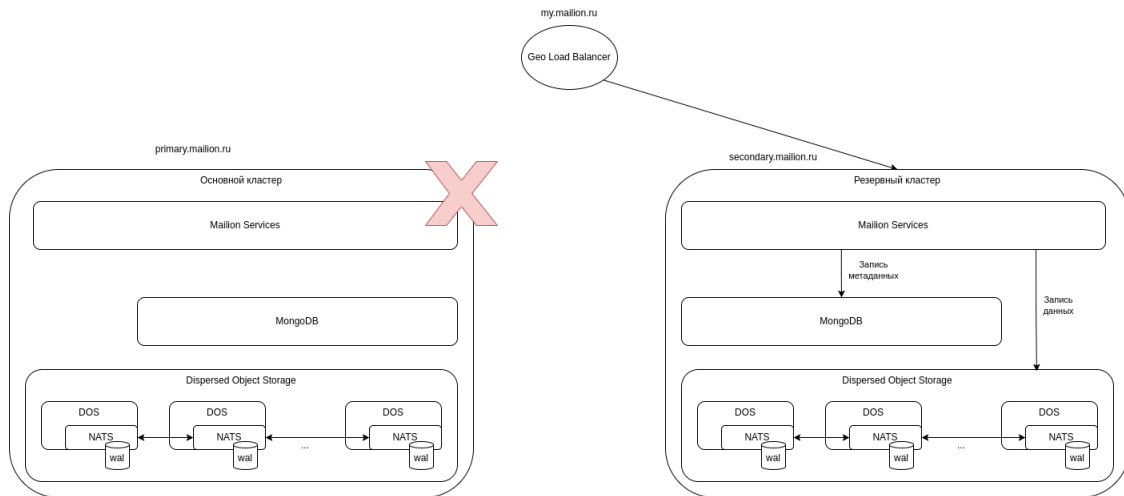 my.mailion.ru
Geo Load Balancer
primary.mailion.ru
Основной кластер
Mailion Services
MongoDB
Dispersed Object Storage
DOS
NATS
wal
DOS
NATS
wal
...
DOS
NATS
wal
secondary.mailion.ru
Резервный кластер
Mailion Services
Запись
метаданных
Запись
данных
MongoDB
Dispersed Object Storage
DOS
NATS
wal
DOS
NATS
wal
...
DOS
NATS
wal